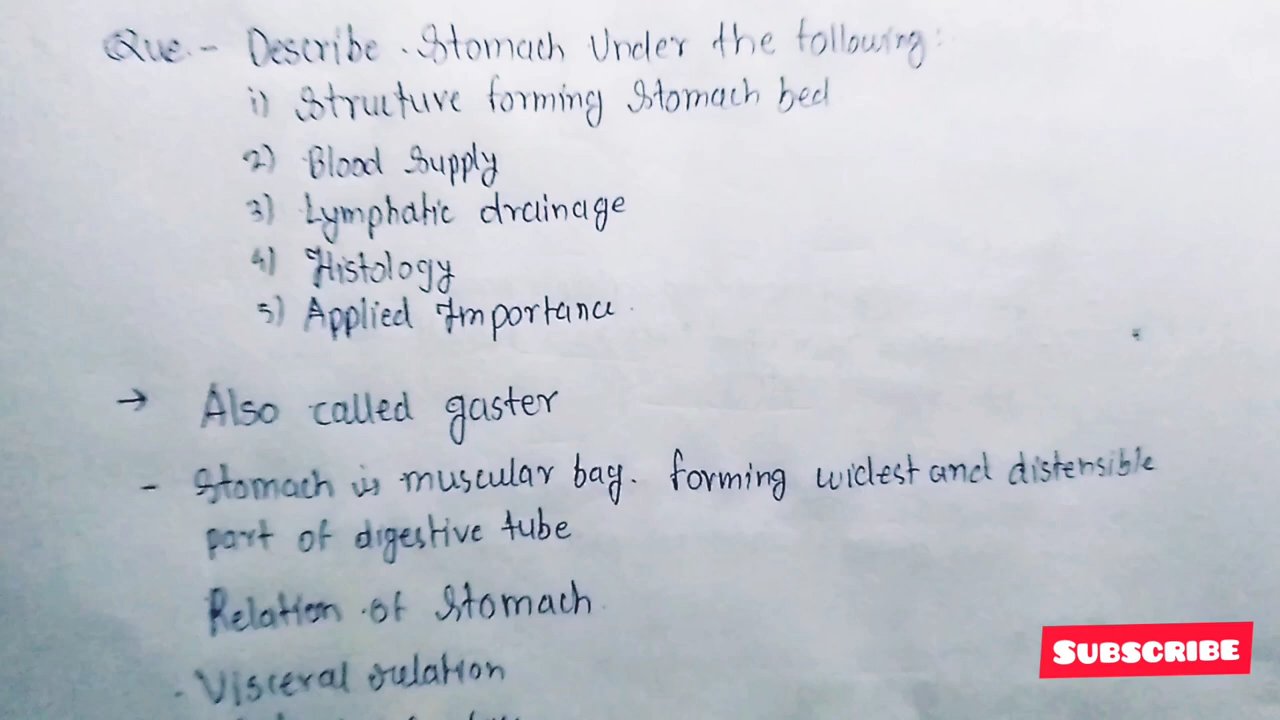 Que.- Describe Stomach Under the following:
1) Structure forming Stomach bed
2) Blood Supply
3) Lymphatic drainage
4) Histology
5) Applied Importance.
→ Also called gaster
- Stomach is muscular bag. forming widest and distensible
part of digestive tube
Relation of Stomach
. Visceral relation
SUBSCRIBE